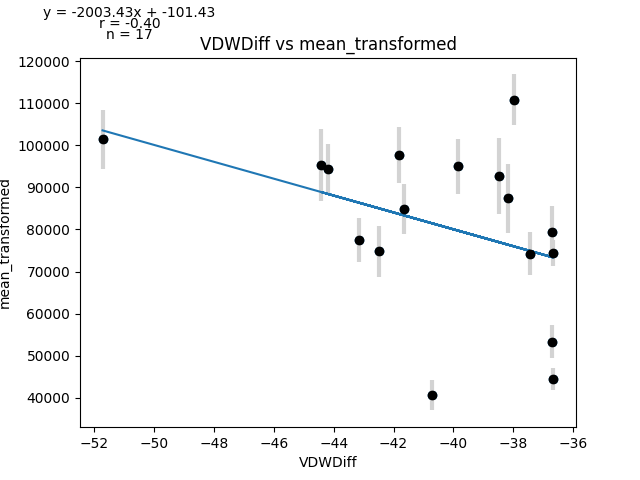 y = -2003.43x + -101.43
r = -0.40
n = 17
VDWDiff vs mean_transformed
120000
110000
100000
90000
80000
70000
60000
50000
40000
mean_transformed
−52 −50 −48 −46 −44 −42 −40 −38 −36
VDWDiff